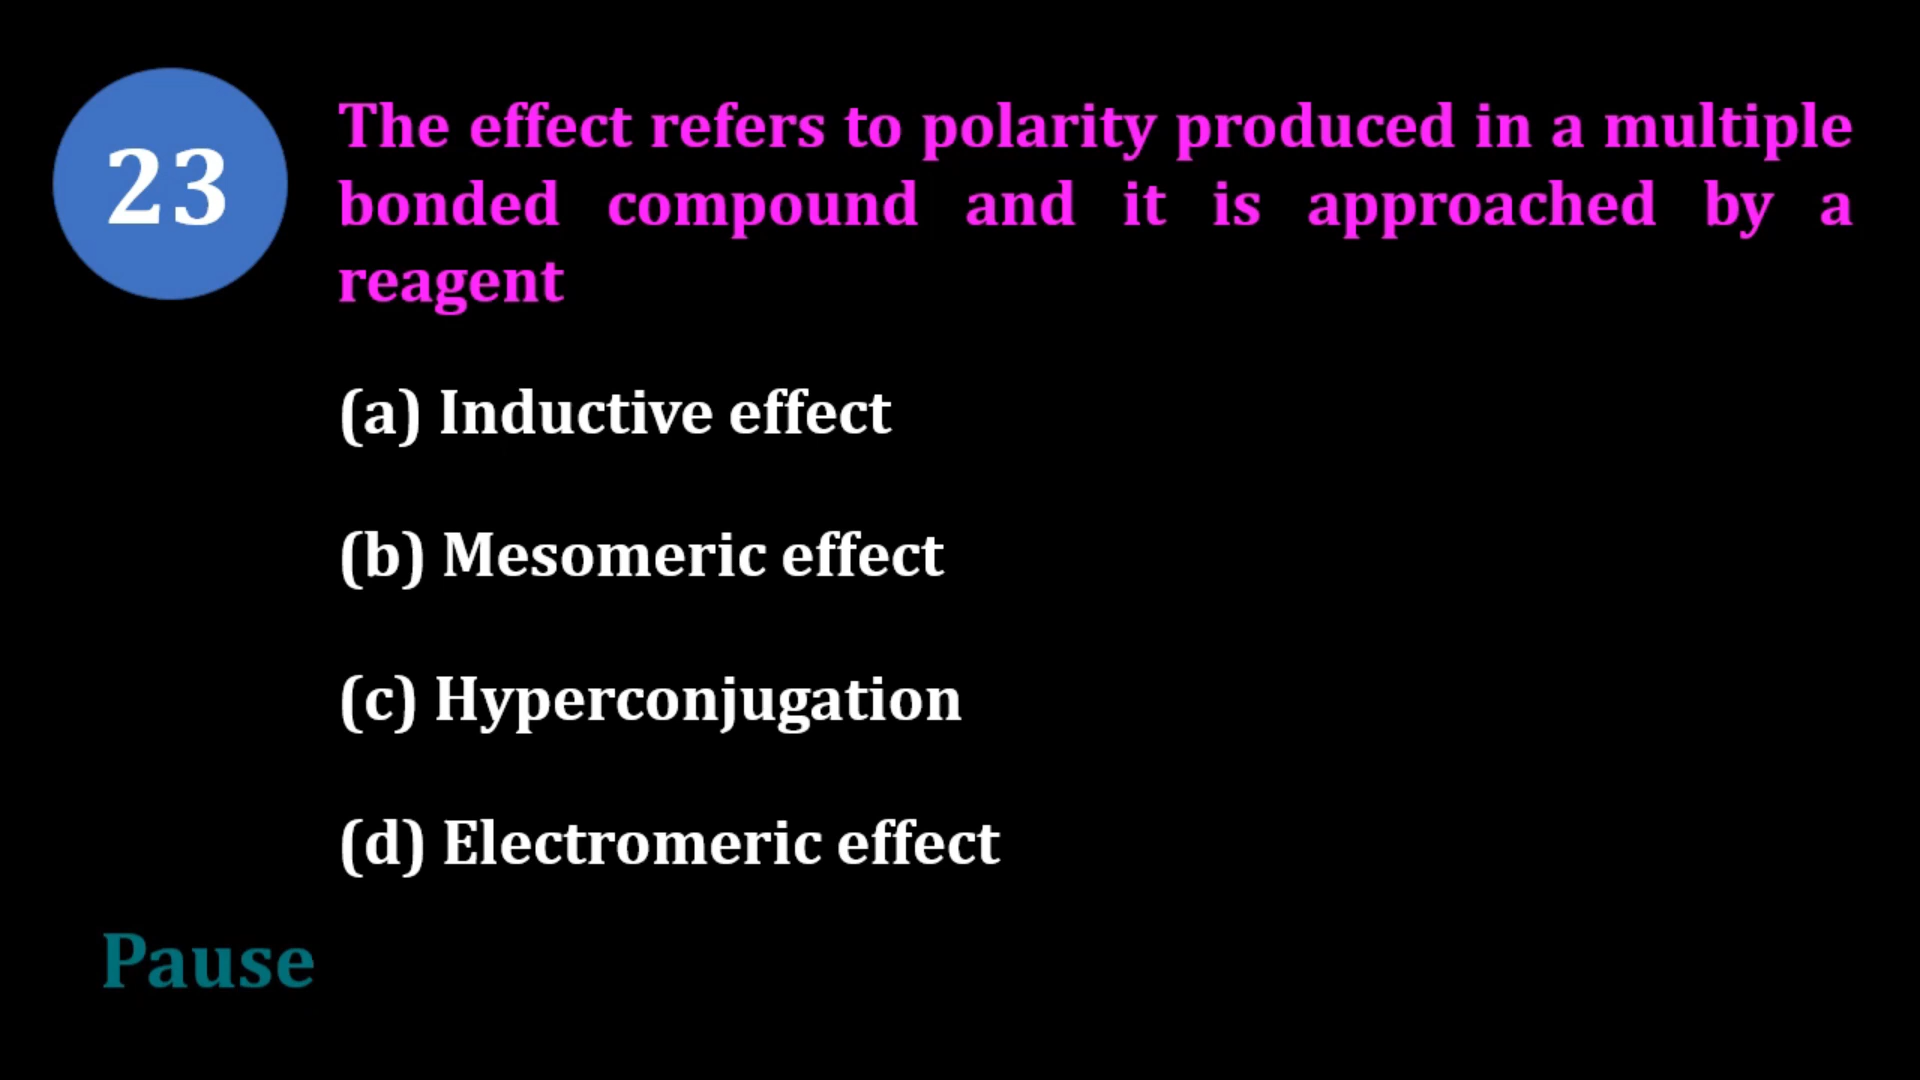 23
The effect refers to polarity produced in a multiple
bonded compound and it is approached by a
reagent
(a) Inductive effect
(b) Mesomeric effect
(c) Hyperconjugation
(d) Electromeric effect
Pause